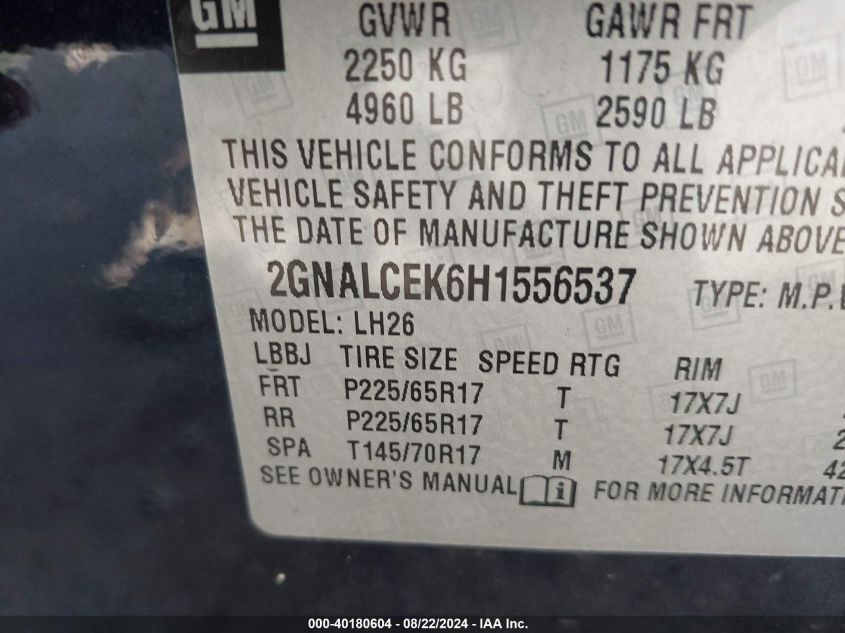 GM
GVWR GAWR FRT
2250 KG 1175 KG
4960 LB 2590 LB
THIS VEHICLE CONFORMS TO ALL
VEHICLE SAFETY AND THEFT PREVENTION
THE DATE OF MANUFACTURE SHOWN ABOVE
2GNALCEK6H1556537 TYPE: M.P.
MODEL: LH26
LBBJ TIRE SIZE SPEED RTG RIM
FRT P225/65R17 T 17X7J
RR P225/65R17 T 17X7J
SPA T145/70R17 M 17X4.5T
SEE OWNER'S MANUAL FOR MORE
000-40180604 - 08/22/2024 - IAA Inc.